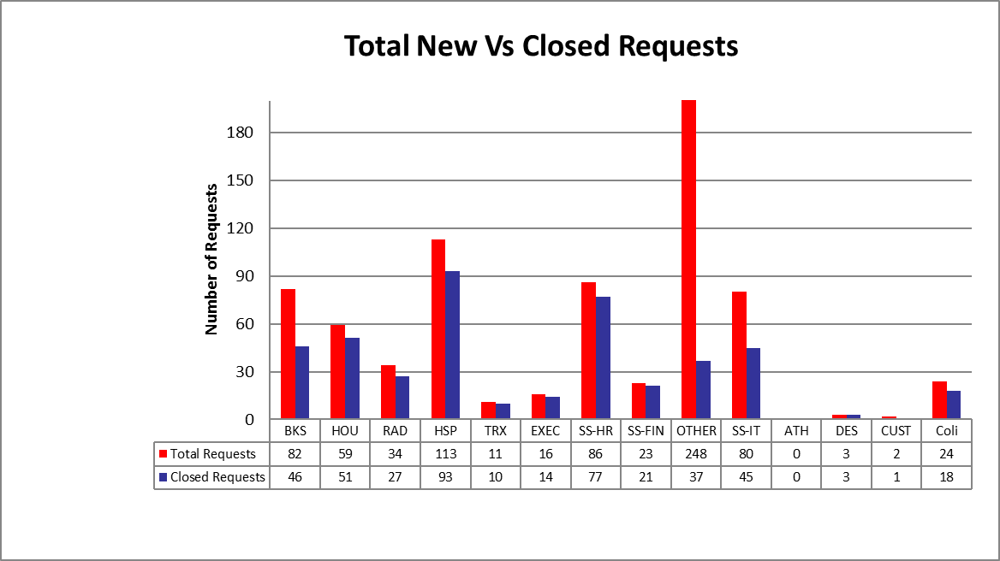 Total New Vs Closed Requests
Number of Requests
180
150
120
90
60
30
0
BKS HOU RAD HSP TRX EXEC SS-HR SS-FIN OTHER SS-IT ATH DES CUST Coli
Total Requests 82 59 34 113 11 16 86 23 248 80 0 3 2 24
Closed Requests 46 51 27 93 10 14 77 21 37 45 0 3 1 18